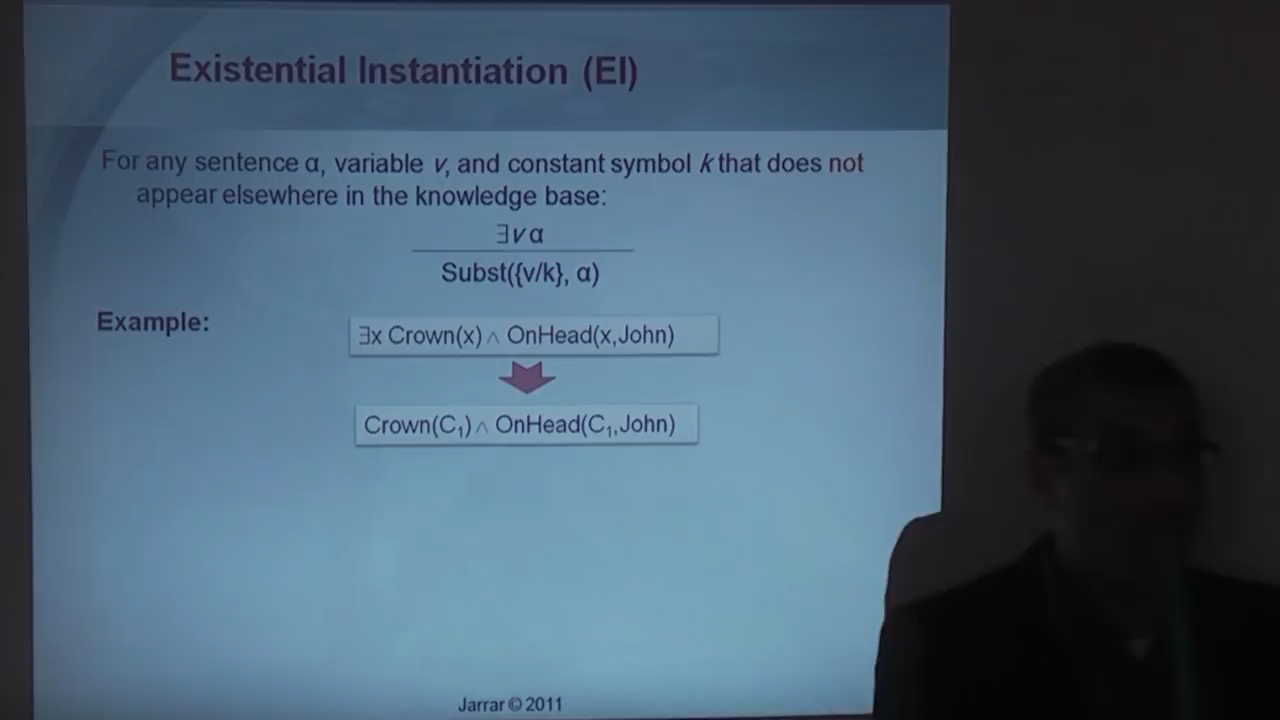 Existential Instantiation (EI)
For any sentence α, variable v, and constant symbol k that does not
appear elsewhere in the knowledge base:
∃v α
Subst({v/k}, α)
Example:
∃x Crown(x) ∧ OnHead(x,John)
Crown(C₁) ∧ OnHead(C₁,John)
Jarrar © 2011